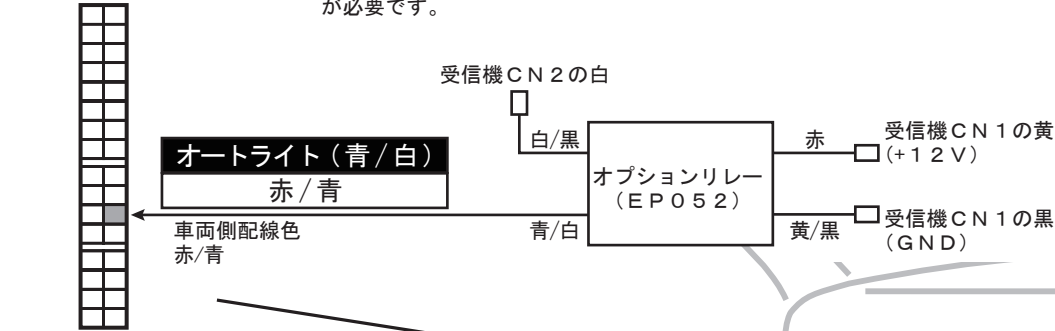 が必要です。
受信機CN2の白
白/黒
赤
受信機CN1の黄
(+12V)
オートライト(青/白)
赤/青
オプションリレー
(EP052)
車両側配線色
赤/青
青/白
黄/黒
受信機CN1の黒
(GND)